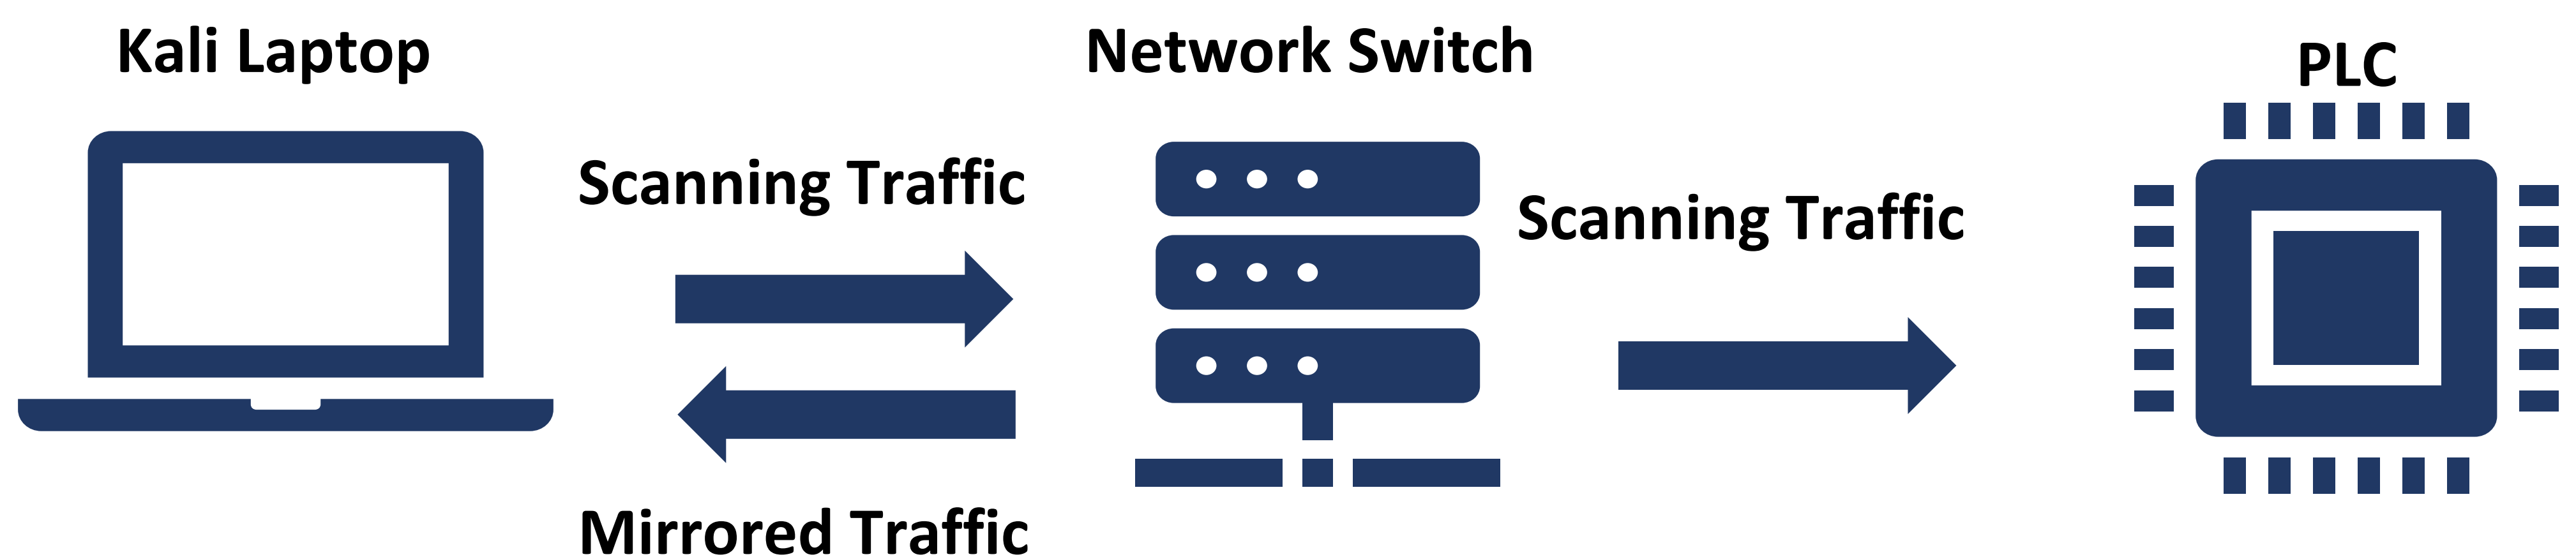 Kali Laptop
Network Switch
PLC
Scanning Traffic
Scanning Traffic
Mirrored Traffic